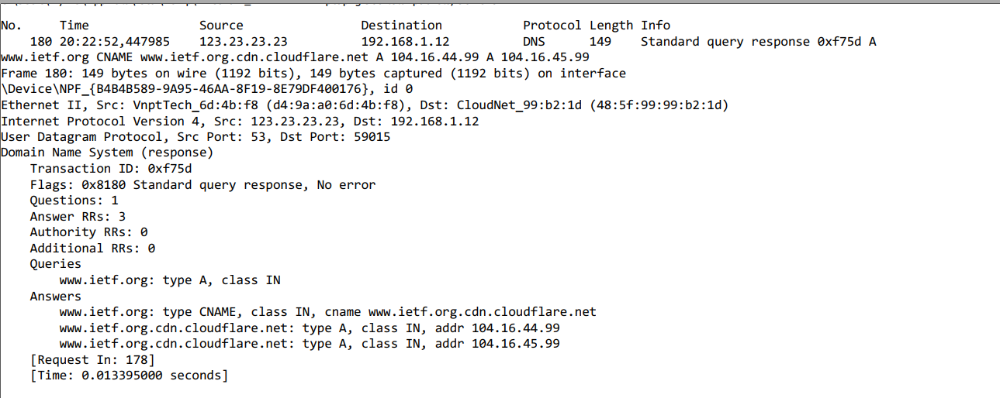 No. Time Source Destination Protocol Length Info
180 20:22:52,447985 123.23.23.23 192.168.1.12 DNS 149 Standard query response 0xf75d A
www.ietf.org CNAME www.ietf.org.cdn.cloudflare.net A 104.16.44.99 A 104.16.45.99
Frame 180: 149 bytes on wire (1192 bits), 149 bytes captured (1192 bits) on interface
\Device\NPF_{B4B4B589-9A95-46AA-8F19-8E79DF400176}, id 0
Ethernet II, Src: VnptTech_6d:4b:f8 (d4:9a:a0:6d:4b:f8), Dst: CloudNet_99:b2:1d (48:5f:99:99:b2:1d)
Internet Protocol Version 4, Src: 123.23.23.23, Dst: 192.168.1.12
User Datagram Protocol, Src Port: 53, Dst Port: 59015
Domain Name System (response)
Transaction ID: 0xf75d
Flags: 0x8180 Standard query response, No error
Questions: 1
Answer RRs: 3
Authority RRs: 0
Additional RRs: 0
Queries
www.ietf.org: type A, class IN
Answers
www.ietf.org: type CNAME, class IN, cname www.ietf.org.cdn.cloudflare.net
www.ietf.org.cdn.cloudflare.net: type A, class IN, addr 104.16.44.99
www.ietf.org.cdn.cloudflare.net: type A, class IN, addr 104.16.45.99
[Request In: 178]
[Time: 0.013395000 seconds]